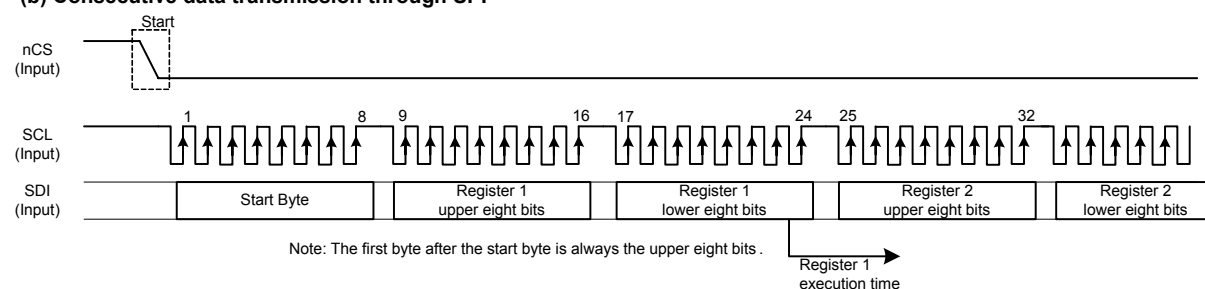 (b) Consecutive data transmission through SPI
Start
nCS
(Input)
1 8 9 16 17 24 25 32
SCL
(Input)
SDI
(Input)
Start Byte
Register 1
upper eight bits
Register 1
lower eight bits
Register 2
upper eight bits
Register 2
lower eight bits
Note: The first byte after the start byte is always the upper eight bits .
Register 1
execution time